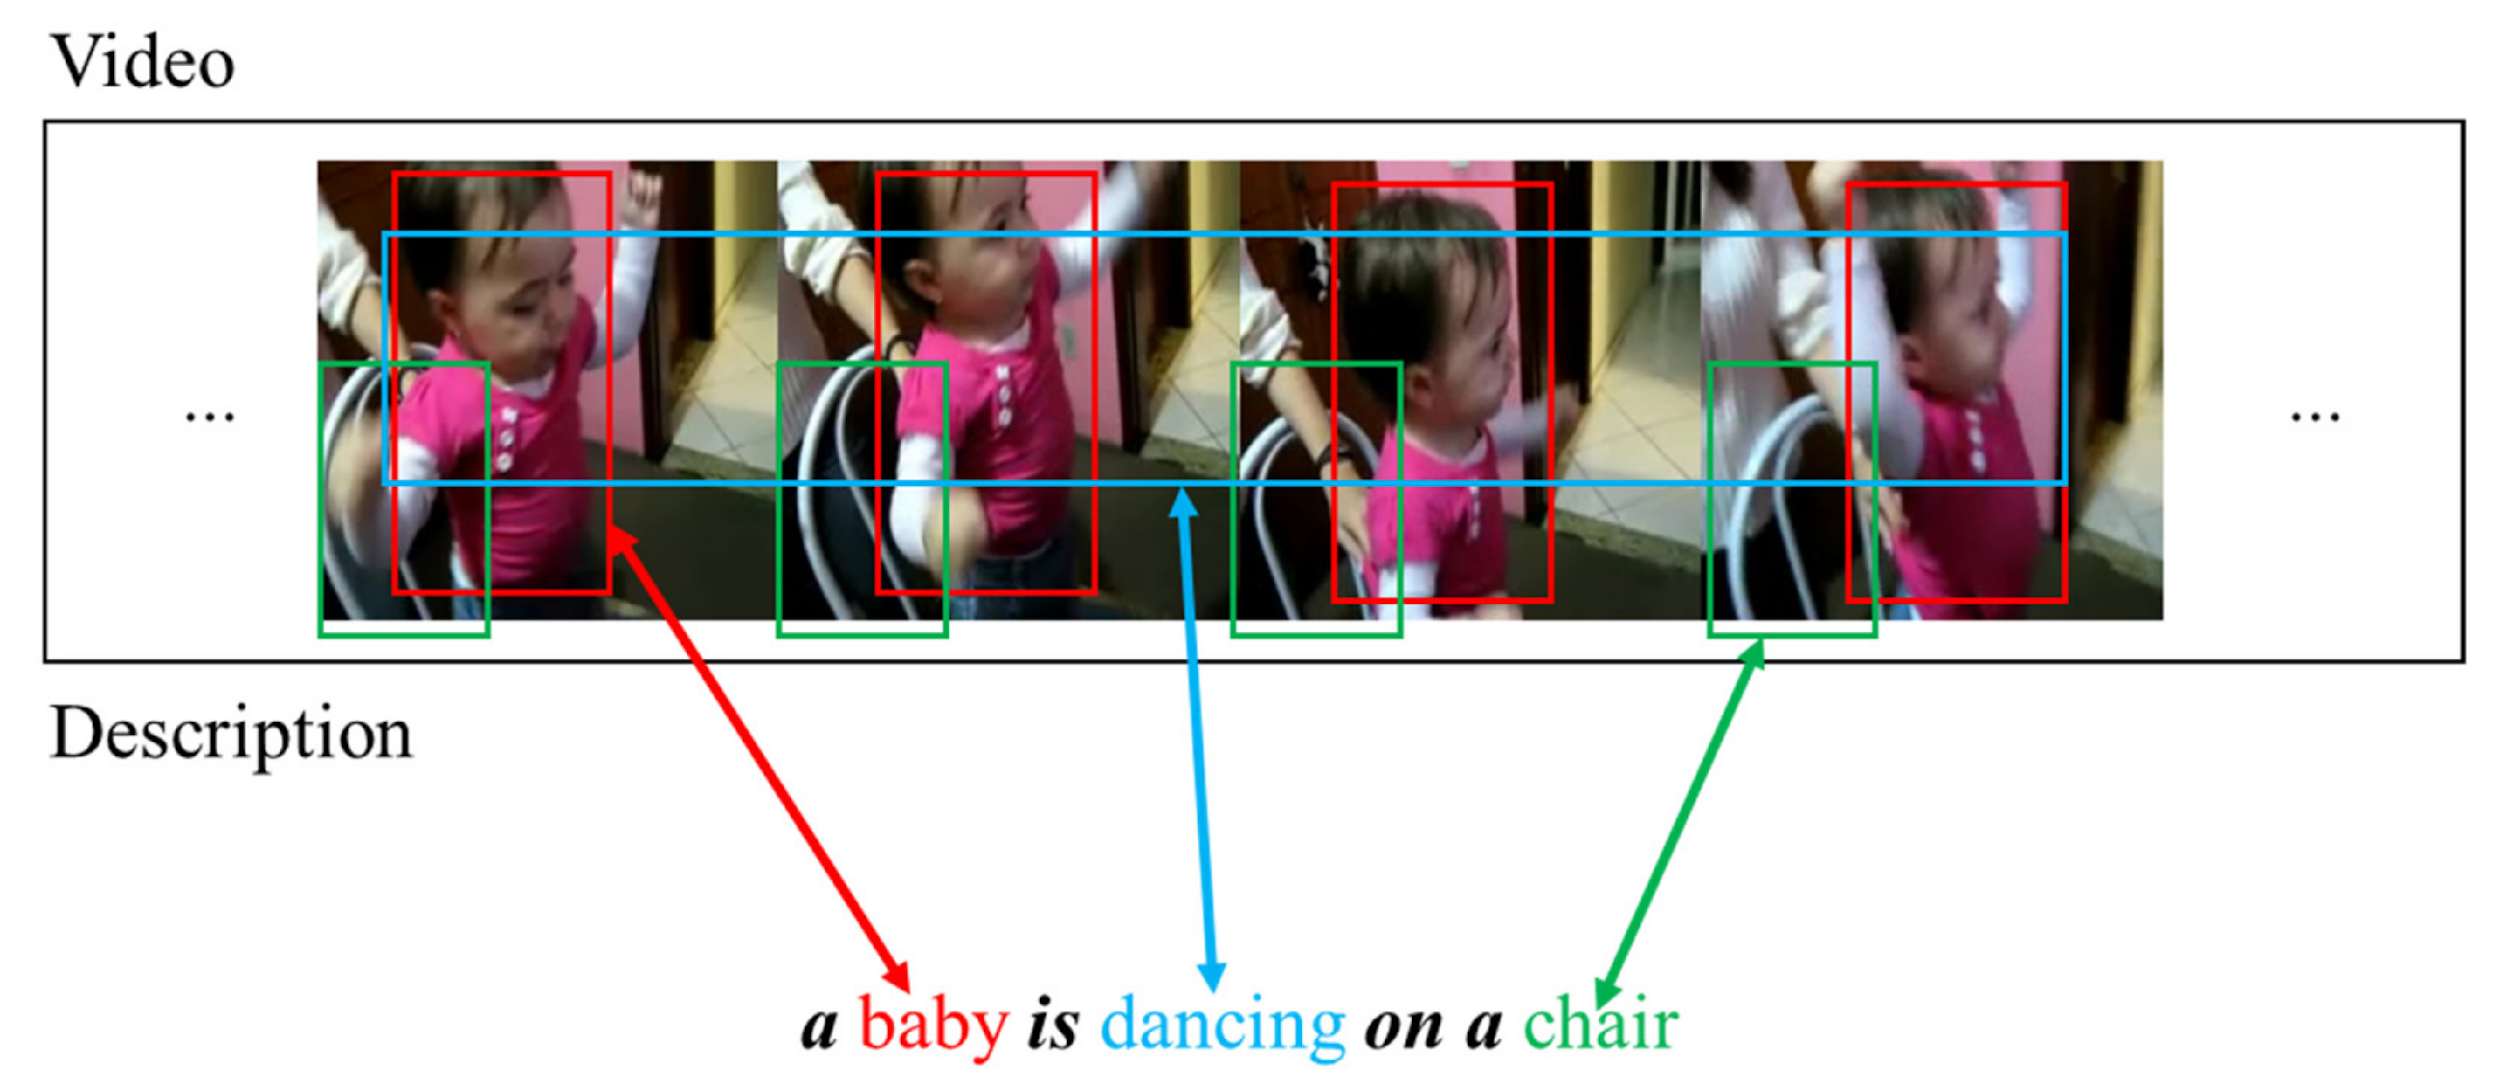 Video
... ...
Description
a baby is dancing on a chair